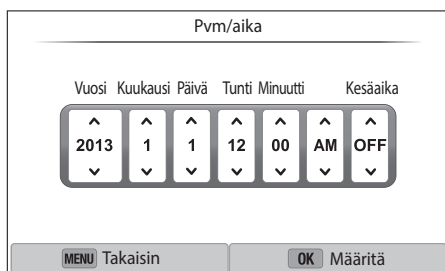 Pvm/aika
Vuosi Kuukausi Päivä Tunti Minuutti Kesäaika
2013 1 1 12 00 AM OFF
MENU Takaisin OK Määritä